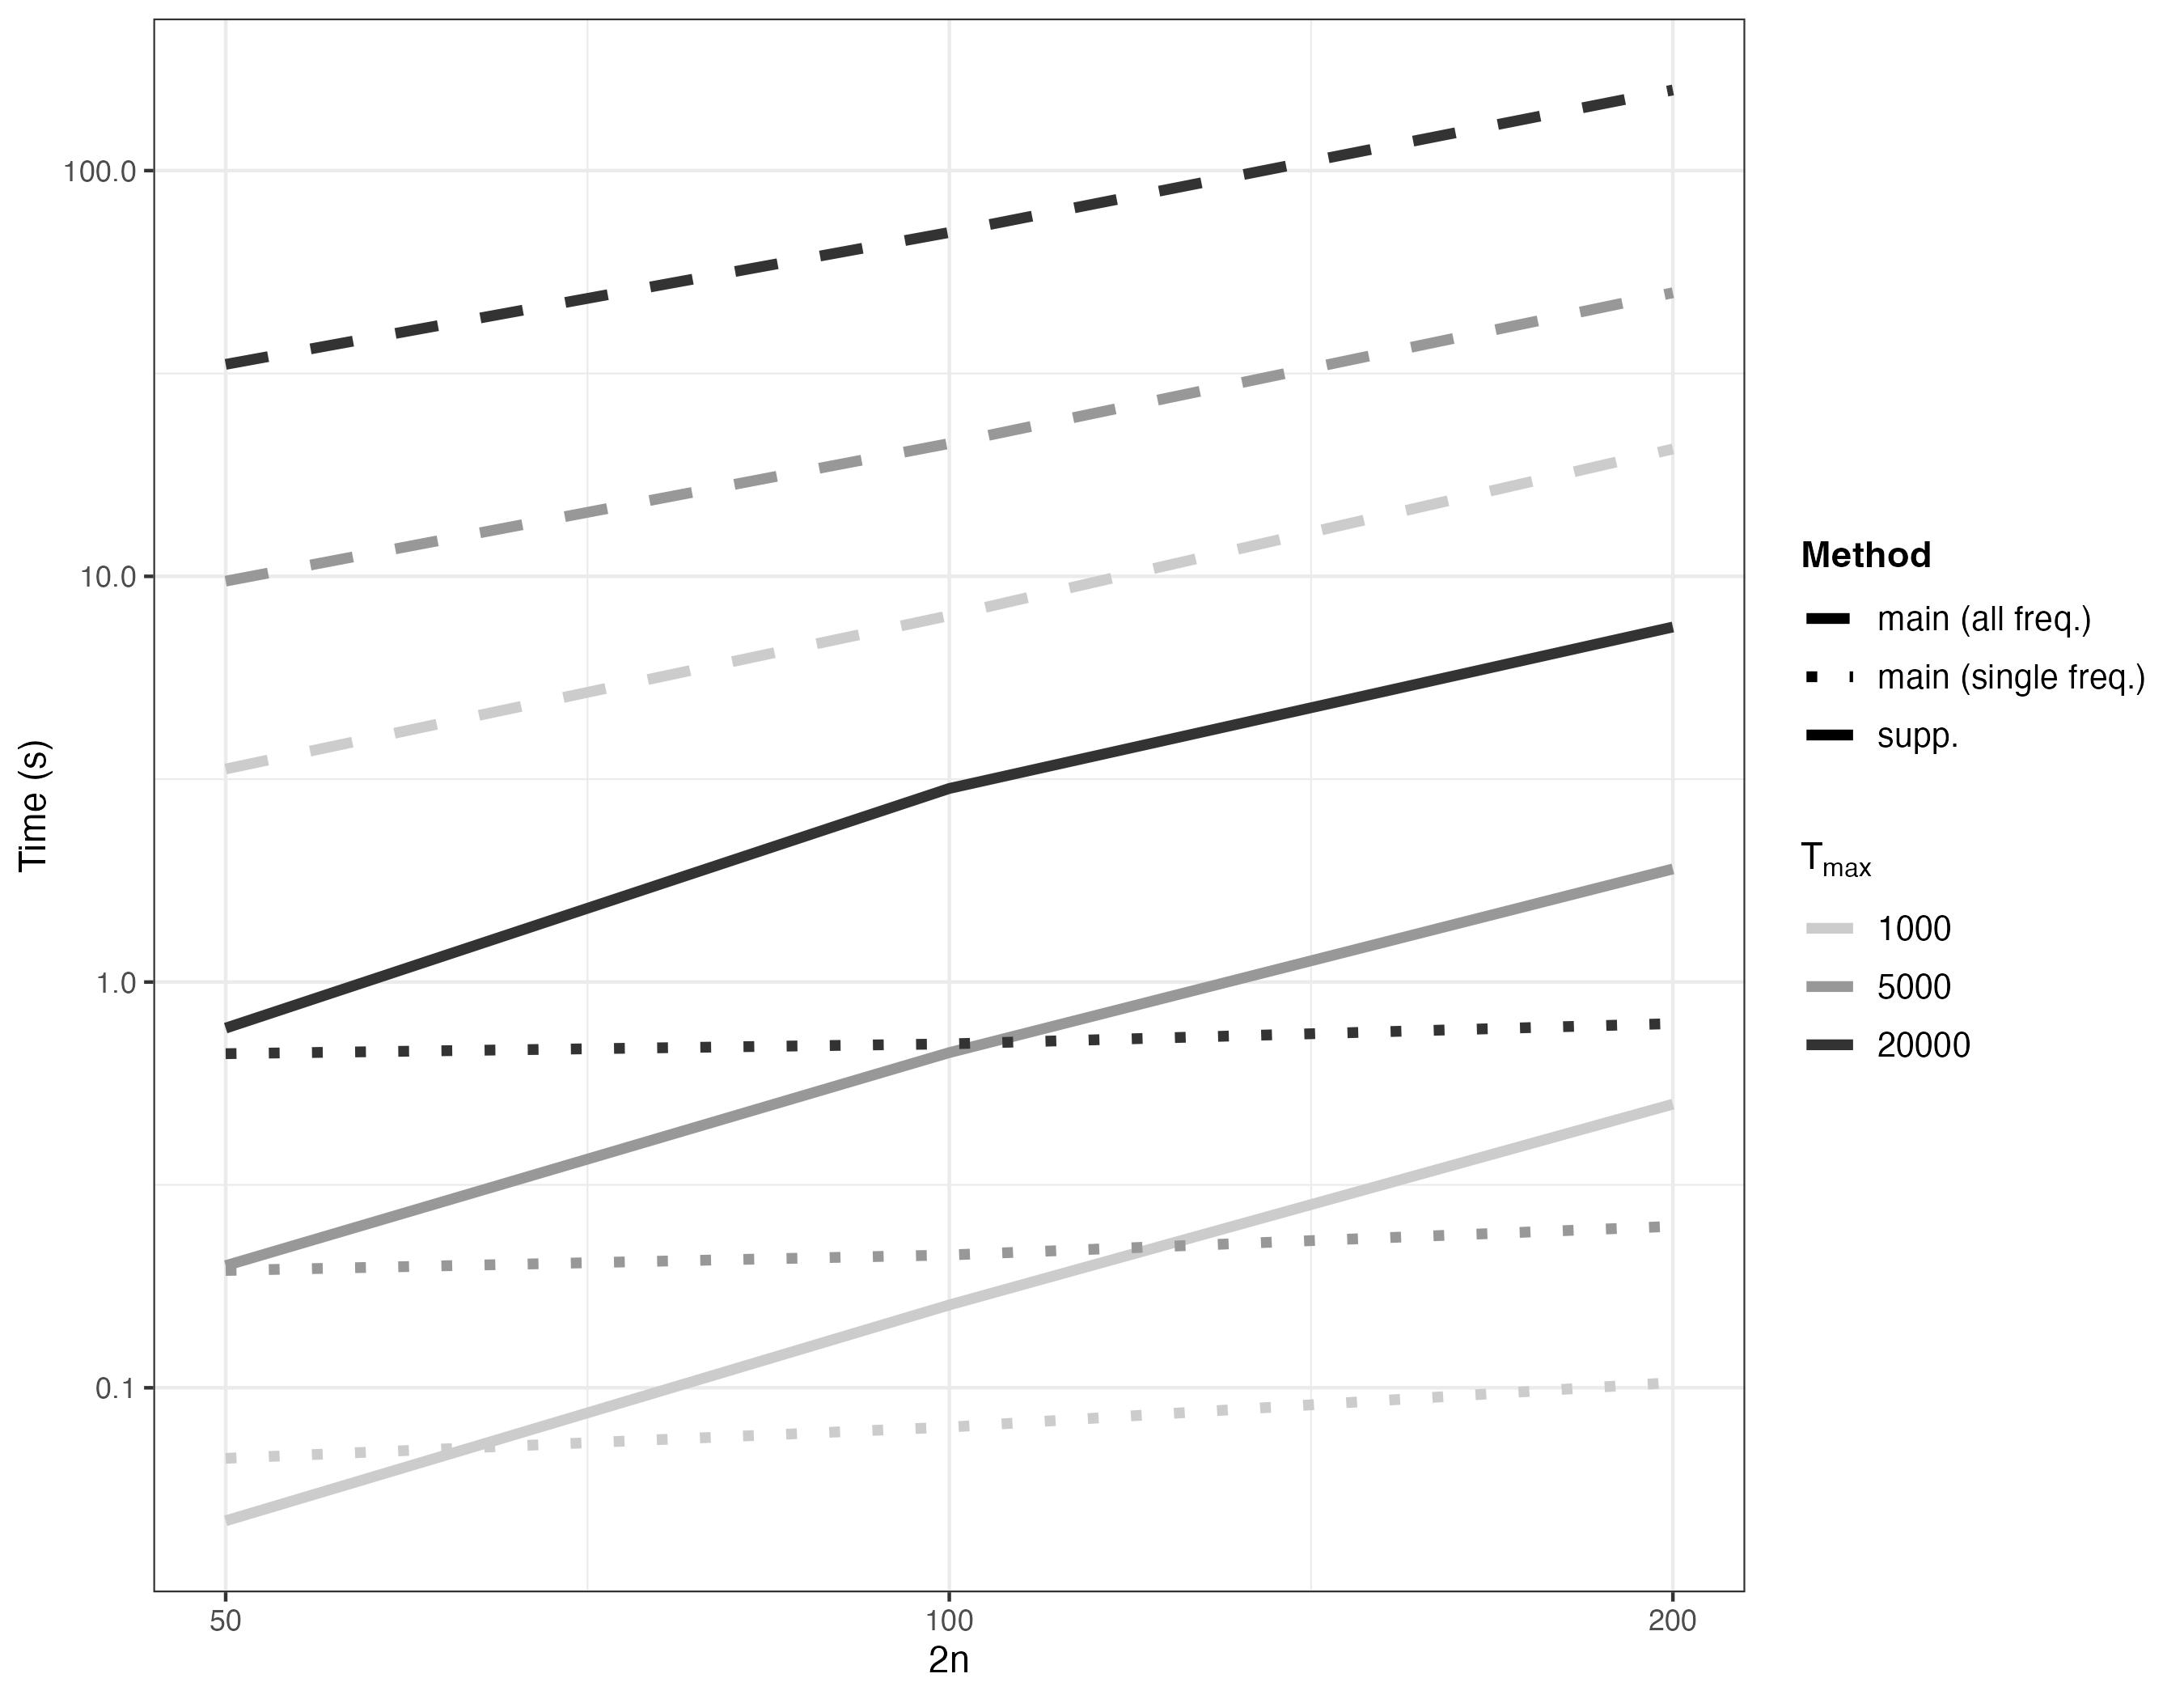 100.0
10.0
1.0
0.1
Time (s)
50
100
200
2n
Method
main (all freq.)
main (single freq.)
supp.
Tmax
1000
5000
20000